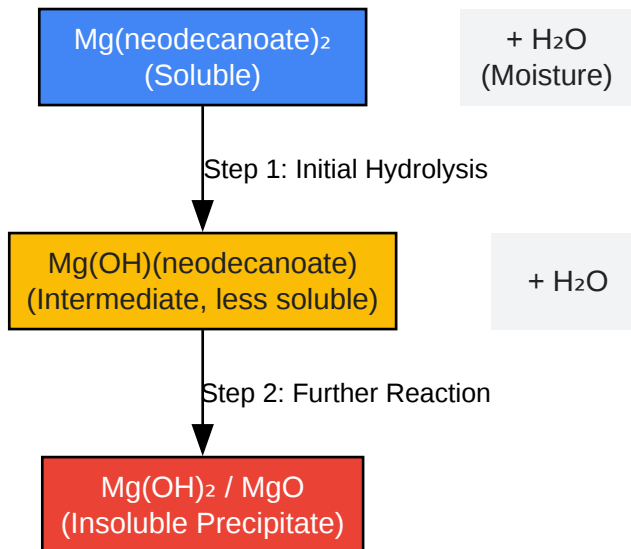 Mg(neodecanoate)₂
(Soluble)
+ H₂O
(Moisture)
Step 1: Initial Hydrolysis
Mg(OH)(neodecanoate)
(Intermediate, less soluble)
+ H₂O
Step 2: Further Reaction
Mg(OH)₂ / MgO
(Insoluble Precipitate)